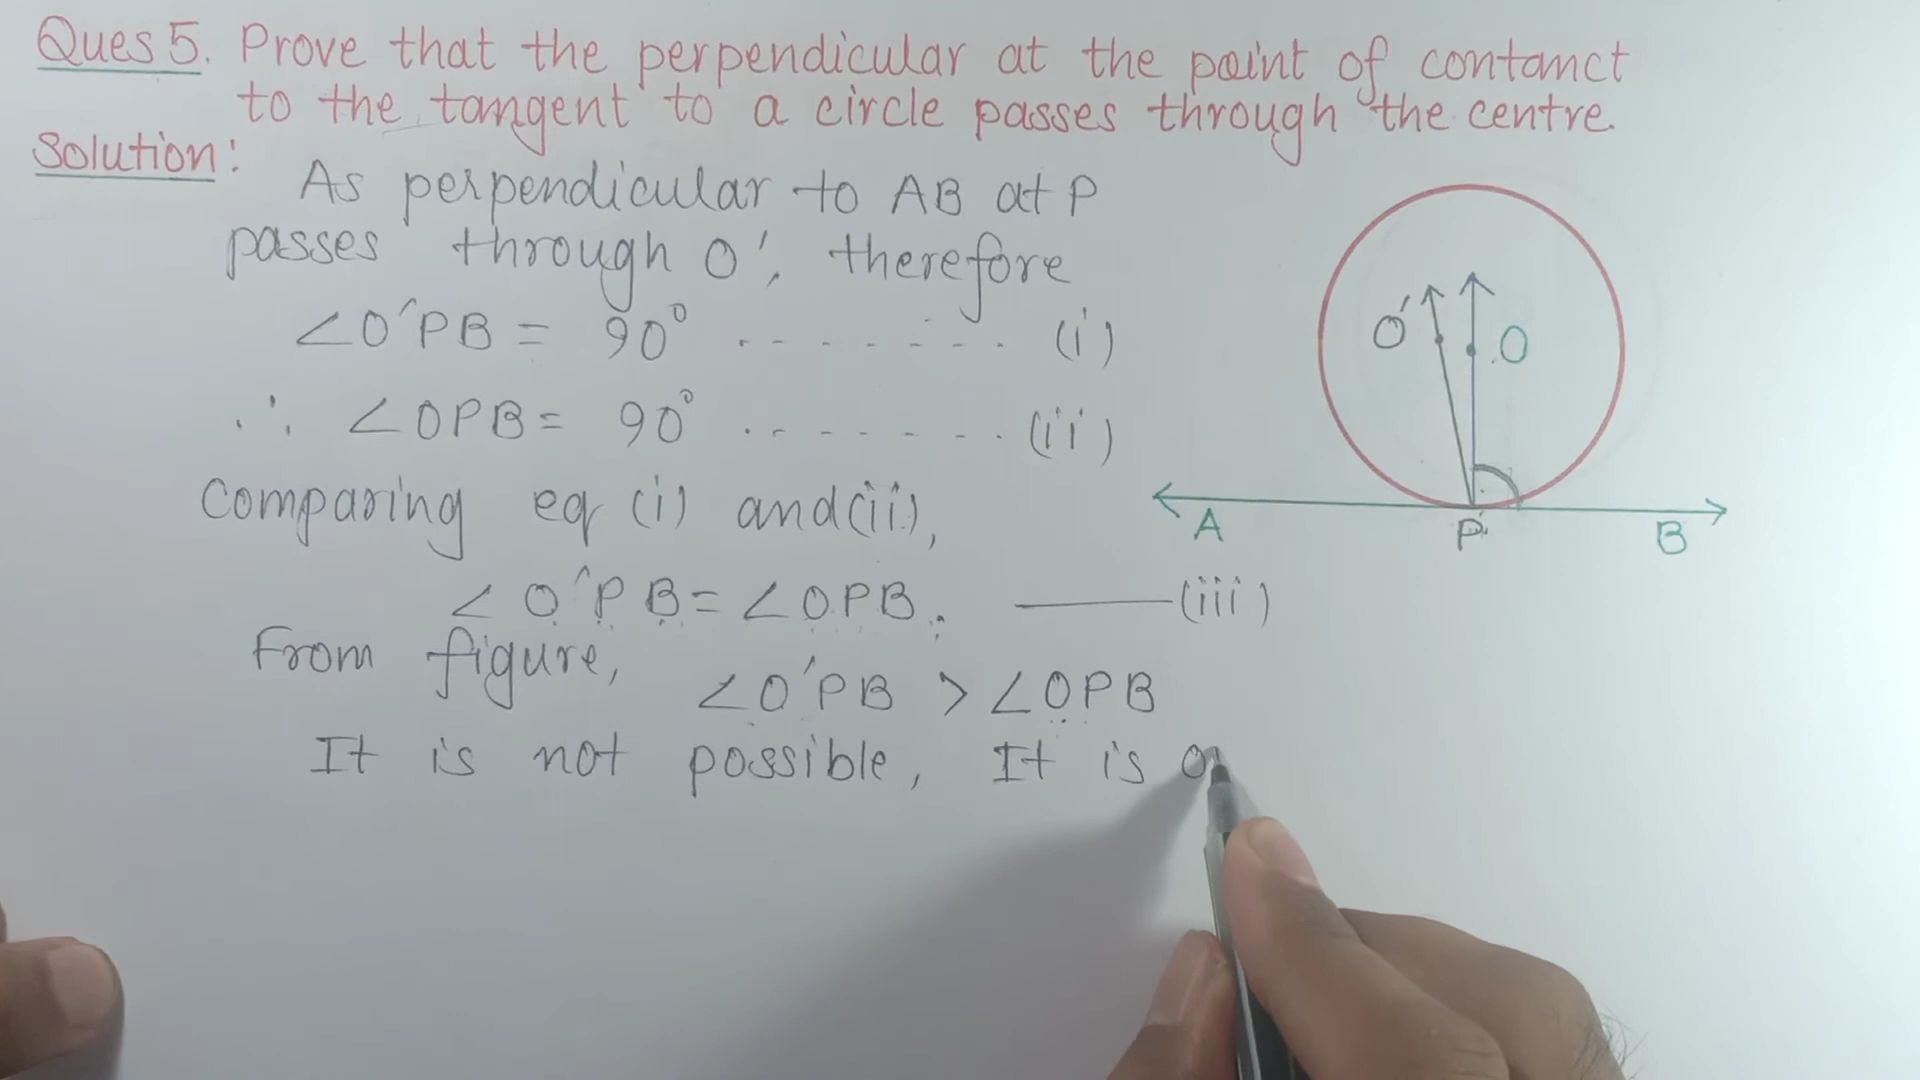 Ques 5. Prove that the perpendicular at the point of contanct
to the tangent to a circle passes through the centre.
Solution:
As perpendicular to AB at P
passes through O', therefore
∠O'PB = 90° ........ (i)
∴ ∠OPB = 90° ........ (ii)
Comparing eq (i) and (ii),
∠O'PB = ∠OPB. ——— (iii)
From figure,
∠O'PB > ∠OPB
It is not possible, It is
O' O
A P B